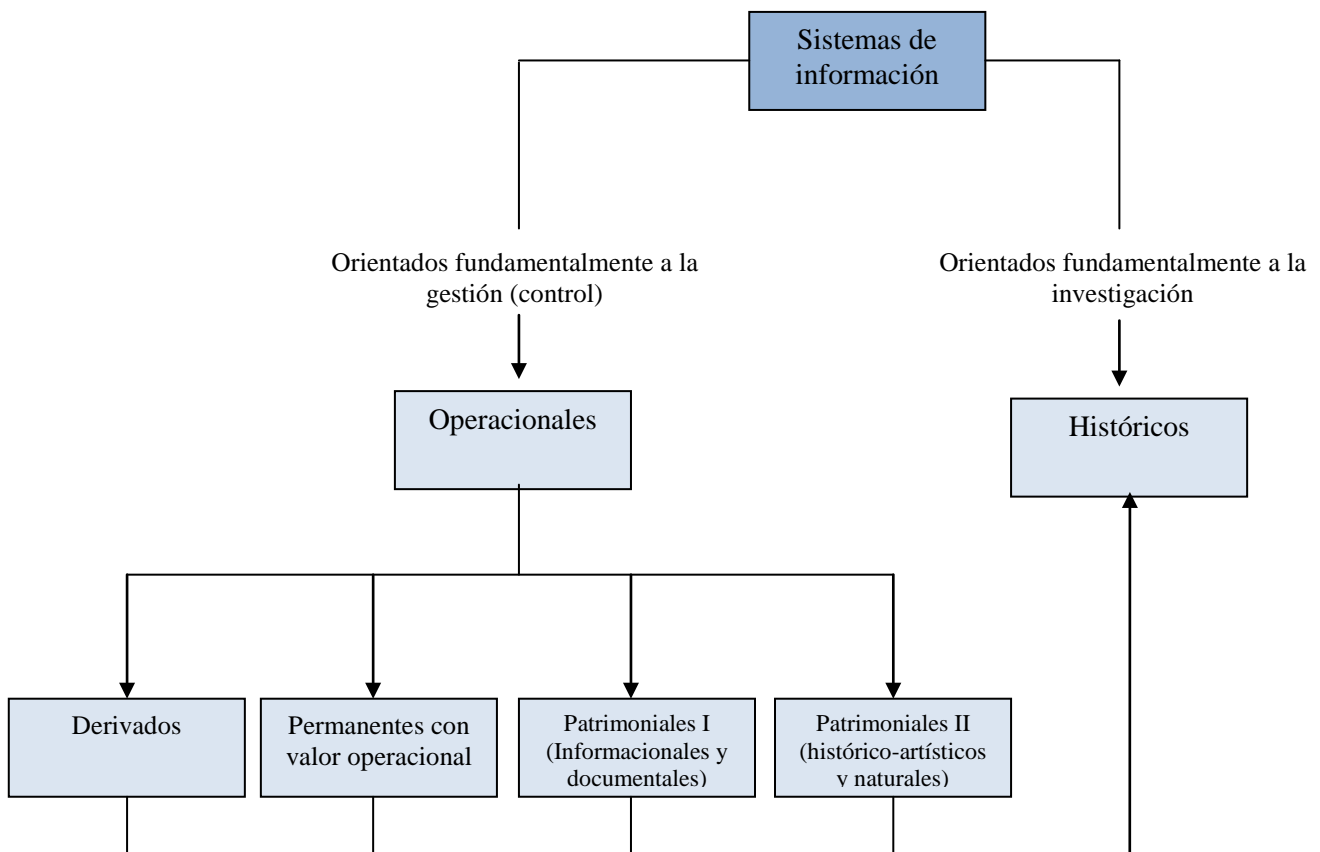 Sistemas de
información
Orientados fundamentalmente a la
gestión (control)
Orientados fundamentalmente a la
investigación
Operacionales
Históricos
Derivados
Permanentes con
valor operacional
Patrimoniales I
(Informacionales y
documentales)
Patrimoniales II
(histórico-artísticos
y naturales)